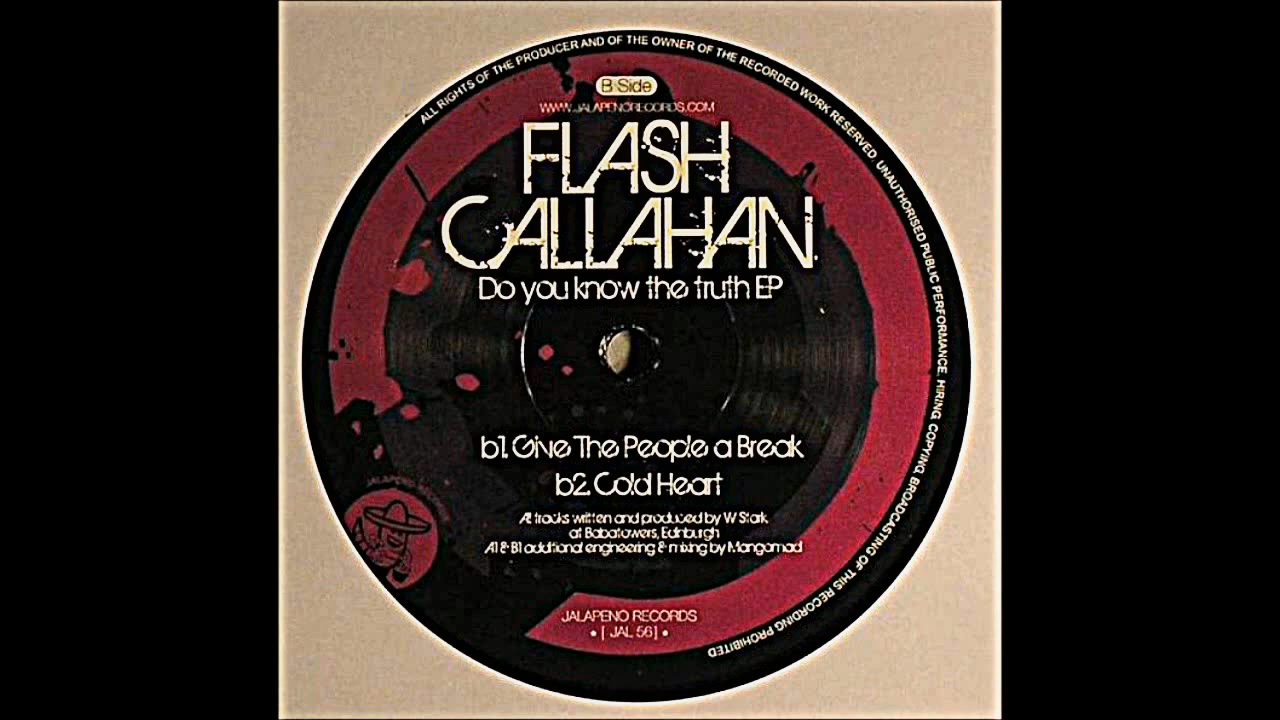 ALL RIGHTS OF THE PRODUCER AND OF THE OWNER OF THE RECORDED WORK RESERVED. UNAUTHORISED PUBLIC PERFORMANCE, HIRING, COPYING, BROADCASTING OF THIS RECORDING PROHIBITED
B Side
WWW.JALAPENORECORDS.COM
FLASH
CALLAHAN
Do you know the truth EP
b1. Give The People a Break
b2. Cold Heart
All tracks written and produced by W Stark
at Babatowers, Edinburgh
A1 & B1 additional engineering & mixing by Mangomad
JALAPENO RECORDS
JALAPENO RECORDS
• [ JAL 56 ] •